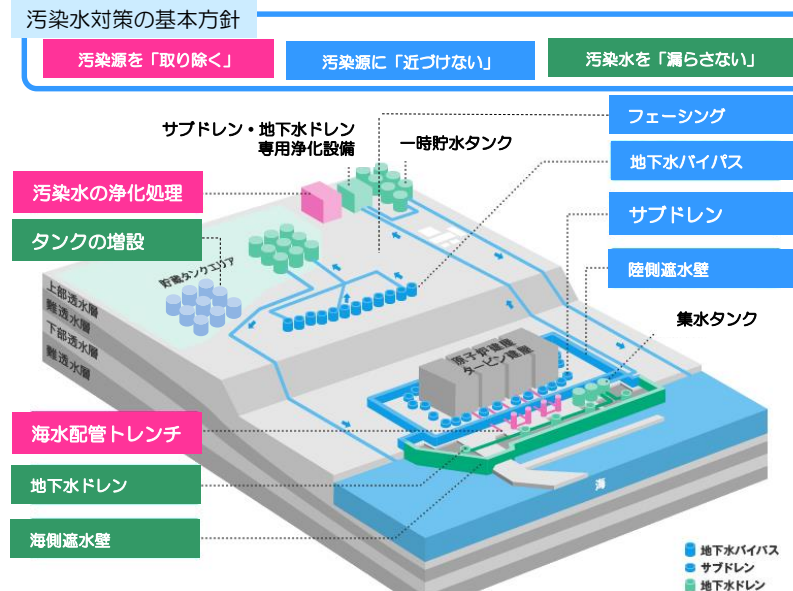 汚染水対策の基本方針
汚染源を「取り除く」
汚染源に「近づけない」
汚染水を「漏らさない」
フェーシング
サブドレン・地下水ドレン
専用浄化設備
一時貯水タンク
地下水バイパス
汚染水の浄化処理
サブドレン
タンクの増設
貯蔵タンクエリア
陸側遮水壁
上部透水層
難透水層
下部透水層
難透水層
集水タンク
原子炉建屋
タービン建屋
海水配管トレンチ
地下水ドレン
海
海側遮水壁
地下水バイパス
サブドレン
地下水ドレン